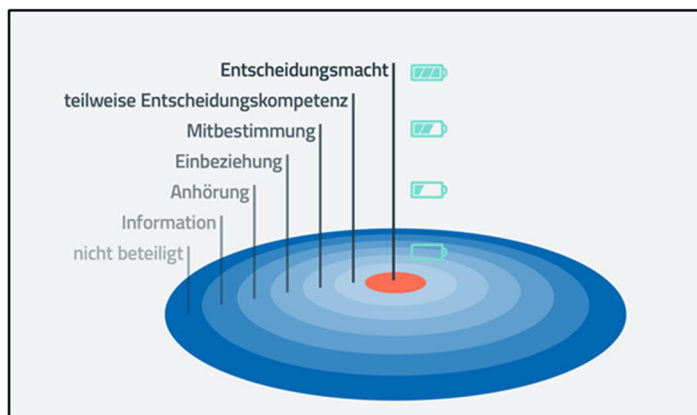 Entscheidungsmacht
teilweise Entscheidungskompetenz
Mitbestimmung
Einbeziehung
Anhörung
Information
nicht beteiligt